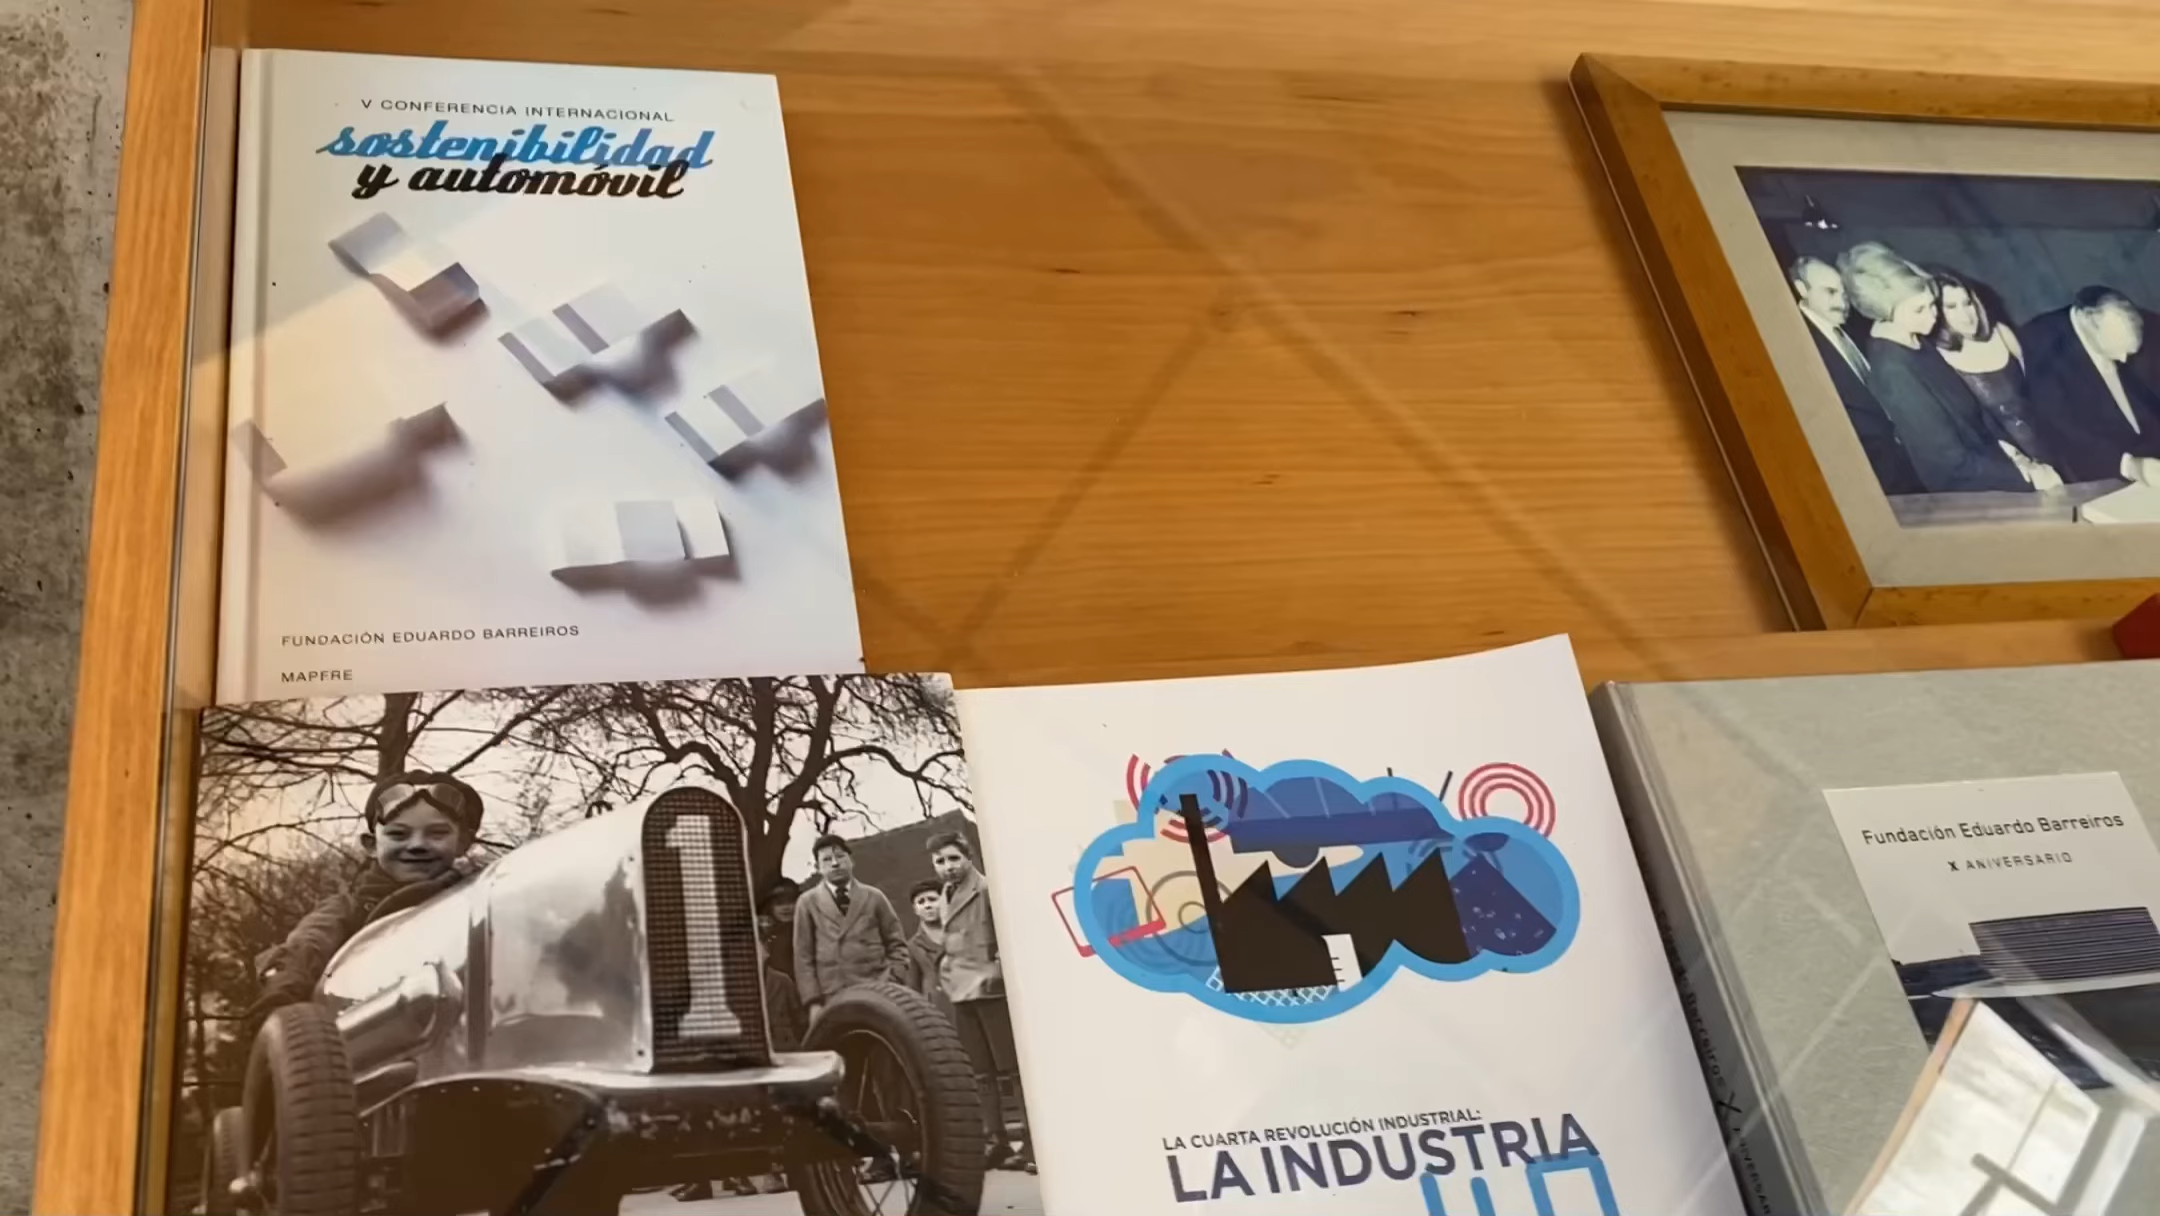 V CONFERENCIA INTERNACIONAL
sostenibilidad
y automóvil
FUNDACIÓN EDUARDO BARREIROS
MAPFRE
1
LA CUARTA REVOLUCIÓN INDUSTRIAL:
LA INDUSTRIA
Fundación Eduardo Barreiros
X ANIVERSARIO